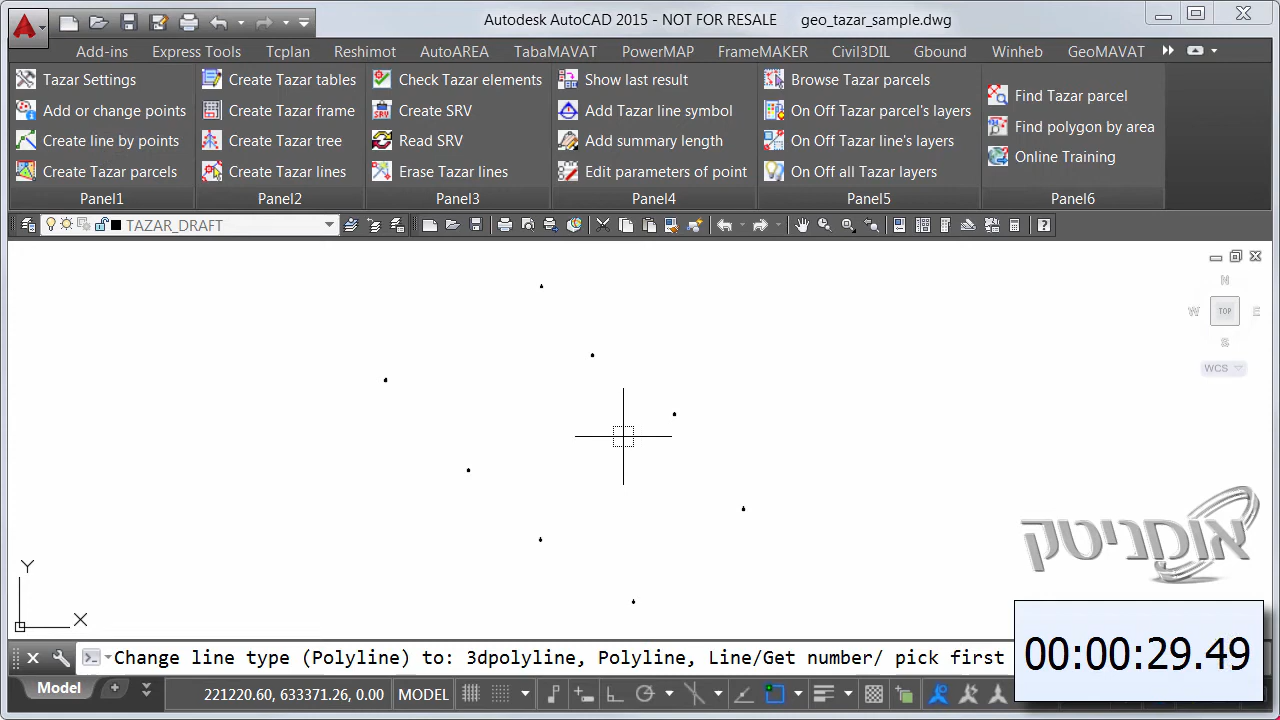 Autodesk AutoCAD 2015 - NOT FOR RESALE geo_tazar_sample.dwg
Add-ins Express Tools Tcplan Reshimot AutoAREA TabaMAVAT PowerMAP FrameMAKER Civil3DIL Gbound Winheb GeoMAVAT
Tazar Settings Create Tazar tables Check Tazar elements Show last result Browse Tazar parcels
Find Tazar parcel
Add or change points Create Tazar frame Create SRV Add Tazar line symbol On Off Tazar parcel's layers
Find polygon by area
Create line by points Create Tazar tree Read SRV Add summary length On Off Tazar line's layers
Online Training
Create Tazar parcels Create Tazar lines Erase Tazar lines Edit parameters of point On Off all Tazar layers
Panel1 Panel2 Panel3 Panel4 Panel5 Panel6
TAZAR_DRAFT
N
W TOP E
S
WCS
אומניטק
Y
X
Change line type (Polyline) to: 3dpolyline, Polyline, Line/Get number/ pick first
00:00:29.49
Model 221220.60, 633371.26, 0.00 MODEL